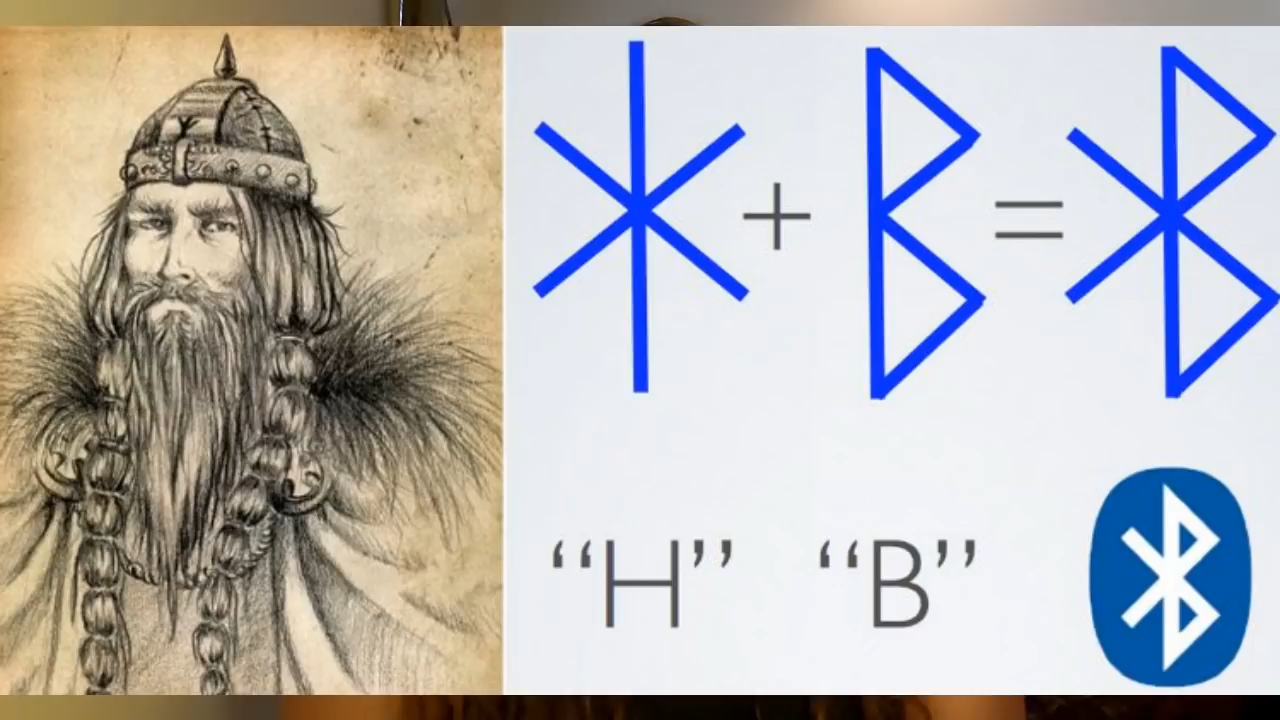 ᚼ + ᛒ = ᚼᛒ
“H” “B”